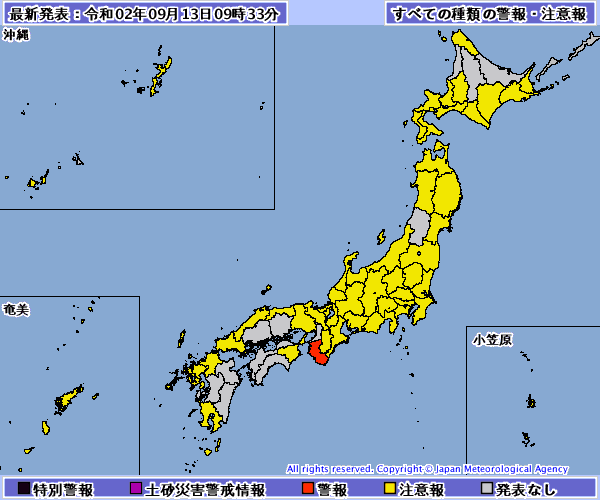 最新発表：令和02年09月13日09時33分
すべての種類の警報・注意報
沖縄
奄美
小笠原
All rights reserved. Copyright © Japan Meteorological Agency
特別警報 土砂災害警戒情報 警報 注意報 発表なし